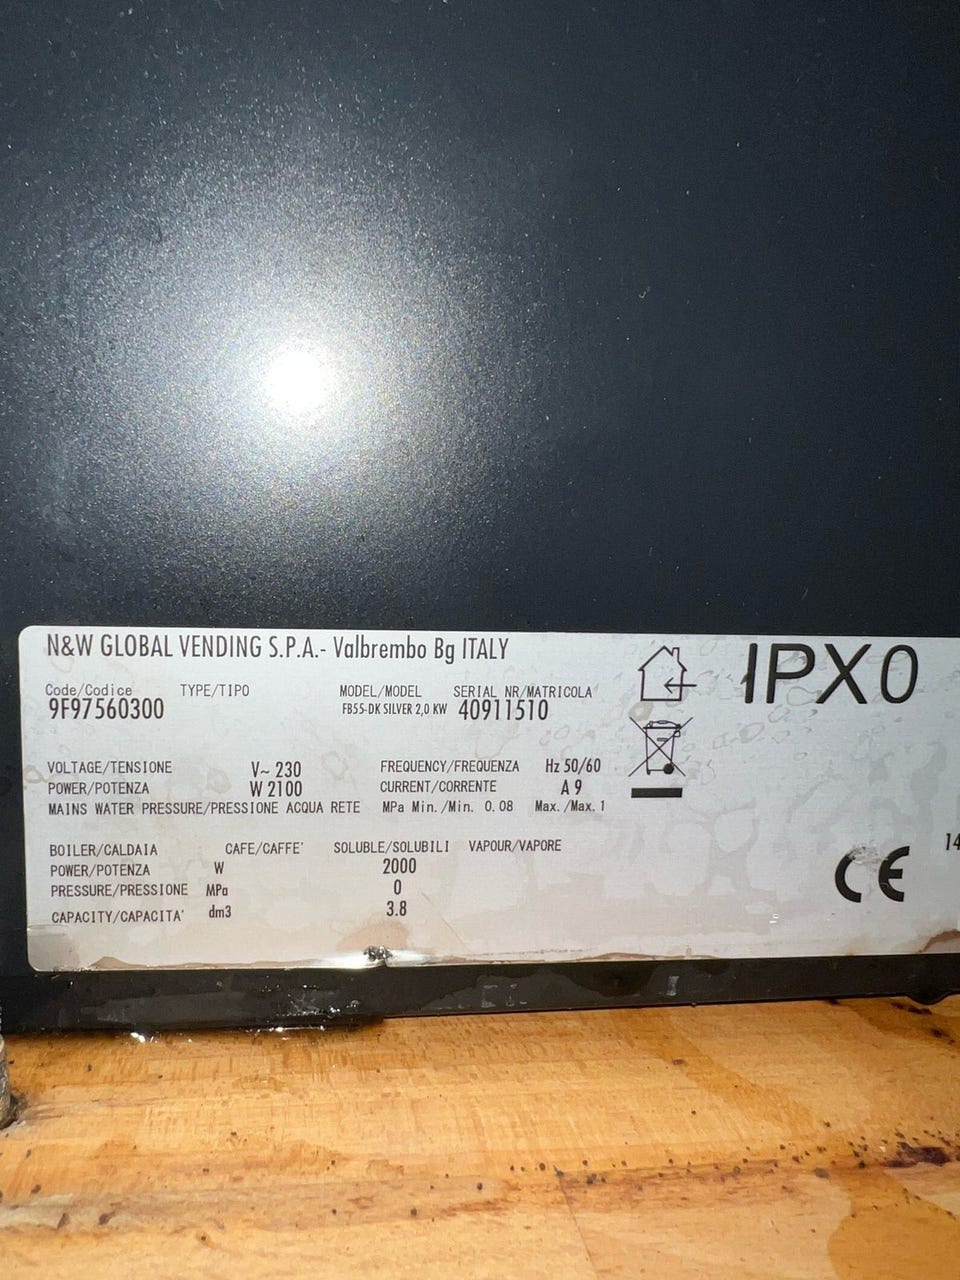 N&W GLOBAL VENDING S.P.A.- Valbrembo Bg ITALY
IPX0
Code/Codice TYPE/TIPO MODEL/MODEL SERIAL NR/MATRICOLA
9F97560300 FB55-DK SILVER 2,0 KW 40911510
VOLTAGE/TENSIONE V~ 230 FREQUENCY/FREQUENZA Hz 50/60
POWER/POTENZA W 2100 CURRENT/CORRENTE A 9
MAINS WATER PRESSURE/PRESSIONE ACQUA RETE MPa Min./Min. 0.08 Max./Max. 1
BOILER/CALDAIA CAFE/CAFFE' SOLUBLE/SOLUBILI VAPOUR/VAPORE
POWER/POTENZA W 2000
PRESSURE/PRESSIONE MPa 0
CAPACITY/CAPACITA' dm3 3.8
CE
14